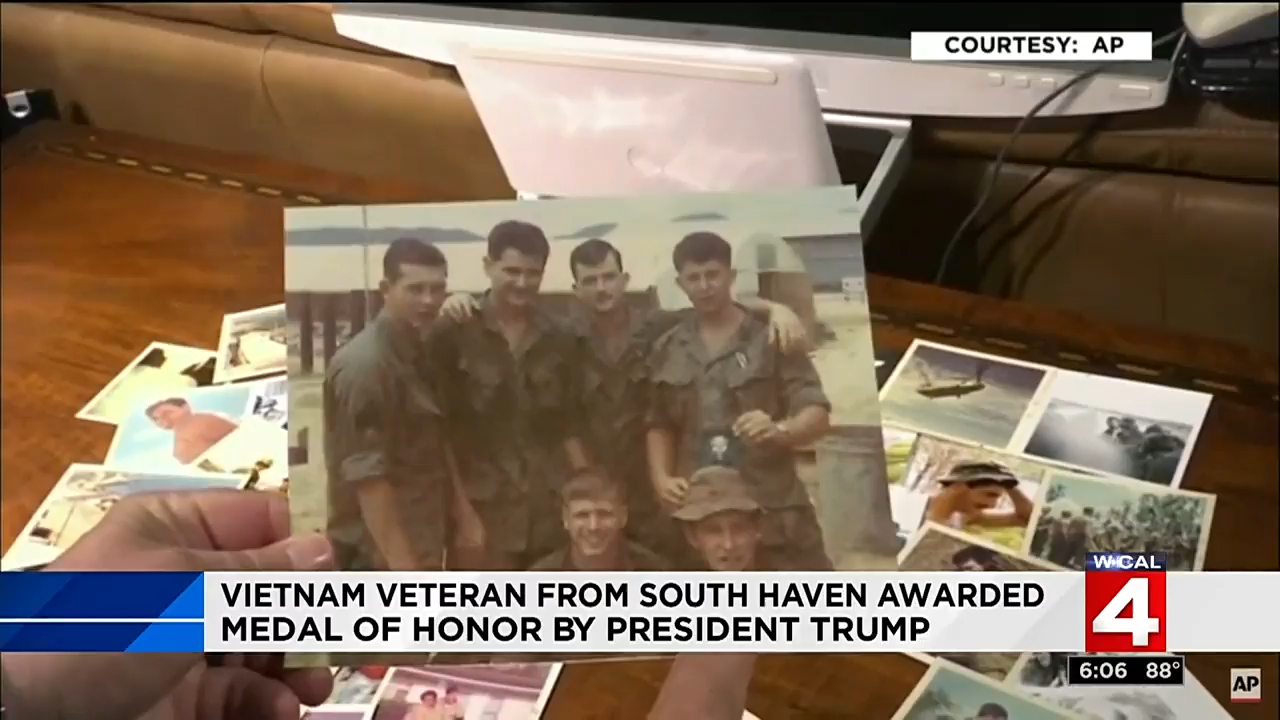 COURTESY: AP
VIETNAM VETERAN FROM SOUTH HAVEN AWARDED
MEDAL OF HONOR BY PRESIDENT TRUMP
WCAL
4
6:06 88°
AP